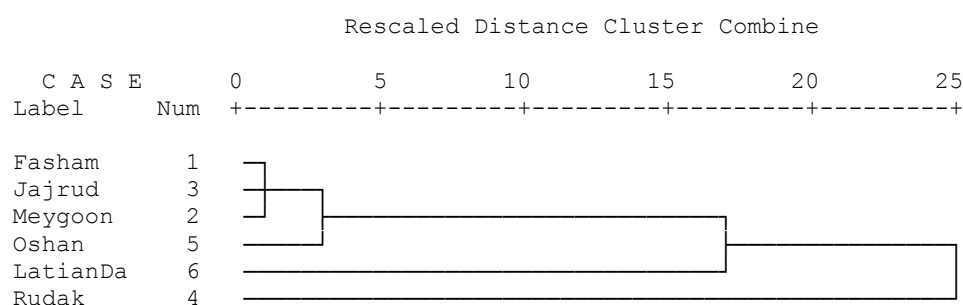 Rescaled Distance Cluster Combine
C A S E 0 5 10 15 20 25
Label Num +---------+---------+---------+---------+---------+
Fasham 1
Jajrud 3
Meygoon 2
Oshan 5
LatianDa 6
Rudak 4